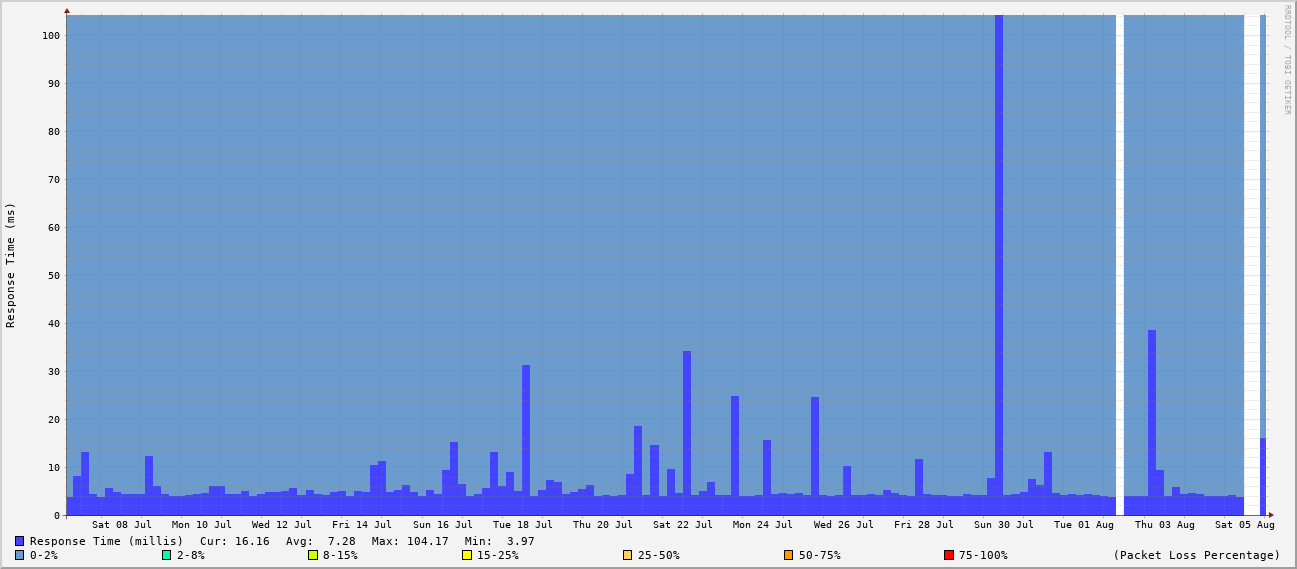 RRDTOOL / TOBI OETIKER
Response Time (ms)
100
90
80
70
60
50
40
30
20
10
0
Sat 08 Jul Mon 10 Jul Wed 12 Jul Fri 14 Jul Sun 16 Jul Tue 18 Jul Thu 20 Jul Sat 22 Jul Mon 24 Jul Wed 26 Jul Fri 28 Jul Sun 30 Jul Tue 01 Aug Thu 03 Aug Sat 05 Aug
Response Time (millis) Cur: 16.16 Avg: 7.28 Max: 104.17 Min: 3.97
0-2% 2-8% 8-15% 15-25% 25-50% 50-75% 75-100% (Packet Loss Percentage)